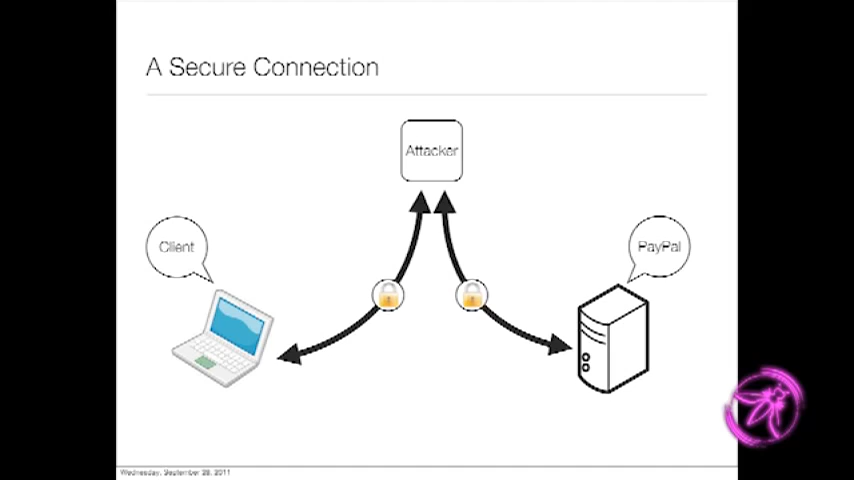 A Secure Connection
Attacker
Client
PayPal
Wednesday, September 28, 2011